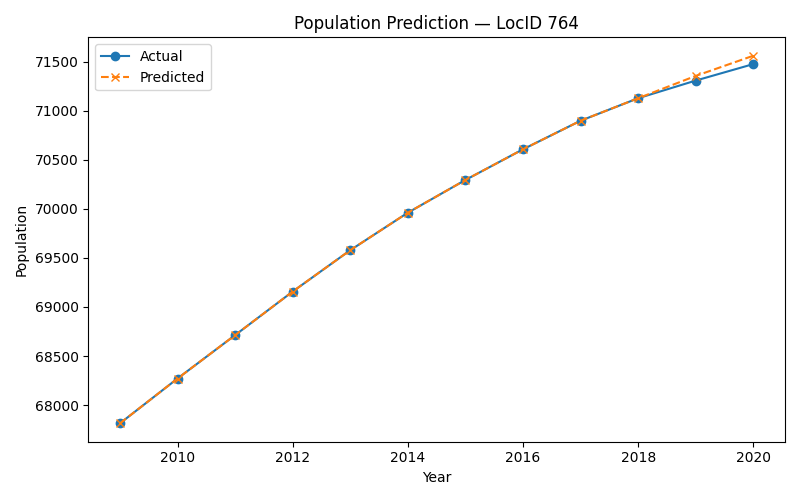 Population Prediction — LocID 764
Actual
Predicted
71500
71000
70500
70000
69500
69000
68500
68000
Population
2010 2012 2014 2016 2018 2020
Year